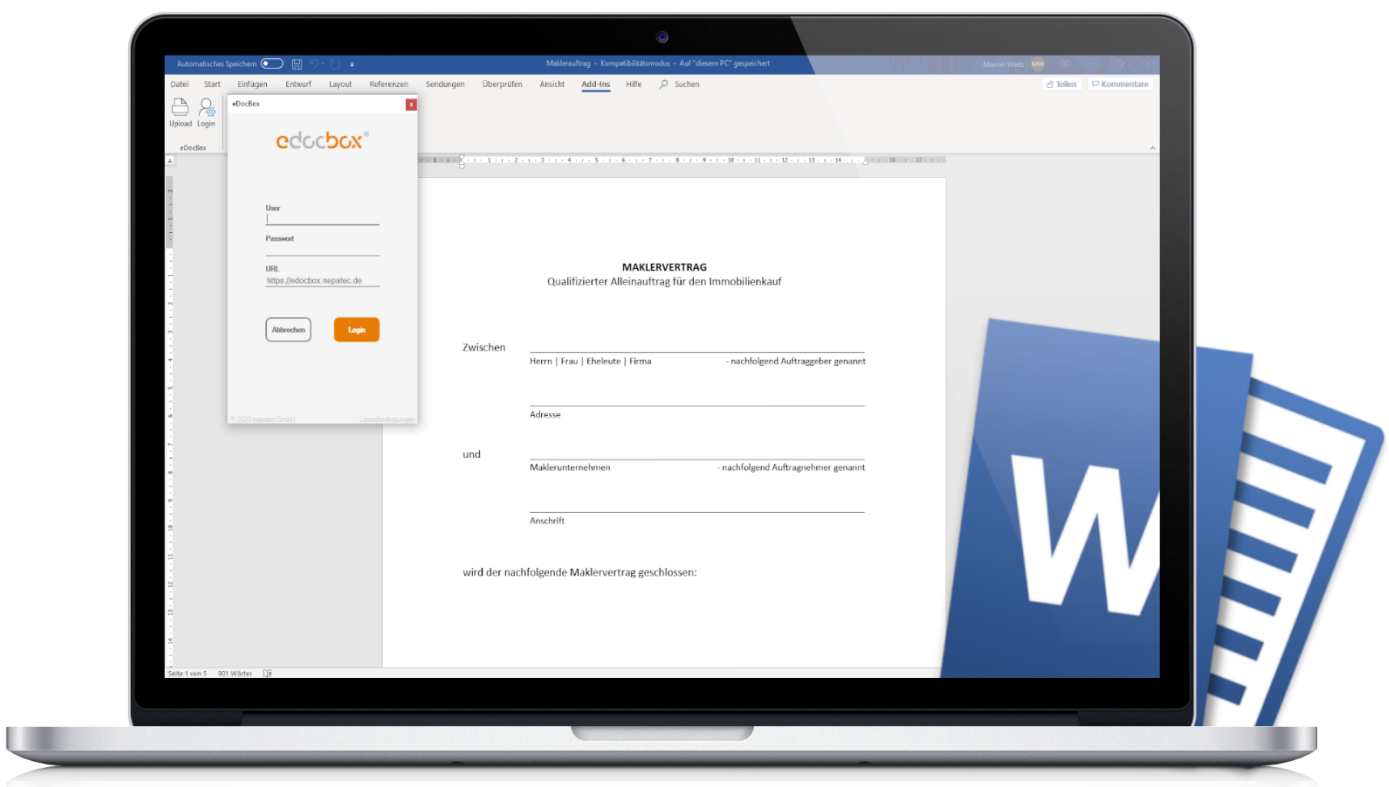 Automatisches Speichern
Maklerauftrag - Kompatibilitätsmodus - Auf "diesem PC" gespeichert
MW
Datei Start Einfügen Entwurf Layout Referenzen Sendungen Überprüfen Ansicht Add-Ins Hilfe Suchen
Teilen Kommentare
Upload Login
eDocBox
eDocBox
x
edocbox®
User
Passwort
URL
https://edocbox.nepatec.de
Abbrechen Login
© 2020 nepatec GmbH Lizenzbedingungen
MAKLERVERTRAG
Qualifizierter Alleinauftrag für den Immobilienkauf
Zwischen
Herrn | Frau | Eheleute | Firma - nachfolgend Auftraggeber genannt
Adresse
und
Maklerunternehmen - nachfolgend Auftragnehmer genannt
Anschrift
wird der nachfolgende Maklervertrag geschlossen:
Seite 1 von 5 901 Wörter
W